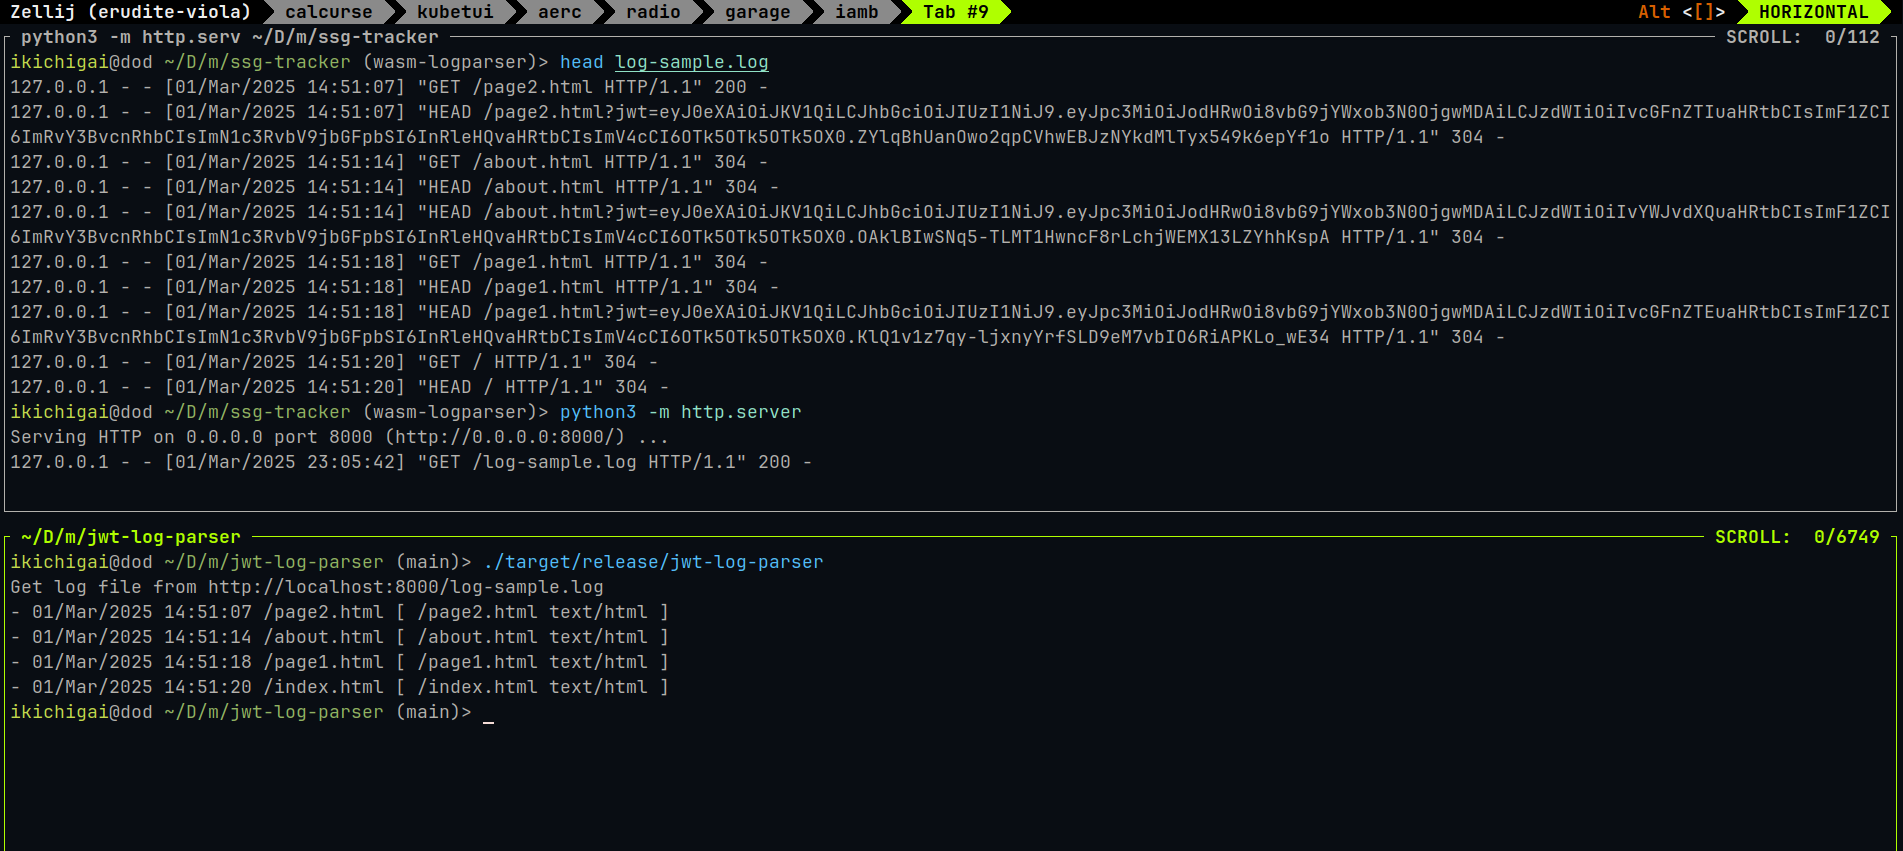 Zellij (erudite-viola) calcurse kubetui aerc radio garage iamb Tab #9 Alt <[]> HORIZONTAL
python3 -m http.serv ~/D/m/ssg-tracker SCROLL: 0/112
ikichigai@dod ~/D/m/ssg-tracker (wasm-logparser)> head log-sample.log
127.0.0.1 - - [01/Mar/2025 14:51:07] "GET /page2.html HTTP/1.1" 200 -
127.0.0.1 - - [01/Mar/2025 14:51:07] "HEAD /page2.html?jwt=eyJ0eXAiOiJKV1QiLCJhbGciOiJIUzI1NiJ9.eyJpc3MiOiJodHRwOi8vbG9jYWxob3N0OjgwMDAiLCJzdWIiOiIvcGFnZTIuaHRtbCIsImF1ZCI
6ImRvY3BvcnRhbCIsImN1c3RvbV9jbGFpbSI6InRleHQvaHRtbCIsImV4cCI6OTk5OTk5OTk5OX0.ZYlqBhUanOwo2qpCVhwEBJzNYkdMlTyx549k6epYf1o HTTP/1.1" 304 -
127.0.0.1 - - [01/Mar/2025 14:51:14] "GET /about.html HTTP/1.1" 304 -
127.0.0.1 - - [01/Mar/2025 14:51:14] "HEAD /about.html HTTP/1.1" 304 -
127.0.0.1 - - [01/Mar/2025 14:51:14] "HEAD /about.html?jwt=eyJ0eXAiOiJKV1QiLCJhbGciOiJIUzI1NiJ9.eyJpc3MiOiJodHRwOi8vbG9jYWxob3N0OjgwMDAiLCJzdWIiOiIvYWJvdXQuaHRtbCIsImF1ZCI
6ImRvY3BvcnRhbCIsImN1c3RvbV9jbGFpbSI6InRleHQvaHRtbCIsImV4cCI6OTk5OTk5OTk5OX0.OAklBIwSNq5-TLMT1HwncF8rLchjWEMX13LZYhhKspA HTTP/1.1" 304 -
127.0.0.1 - - [01/Mar/2025 14:51:18] "GET /page1.html HTTP/1.1" 304 -
127.0.0.1 - - [01/Mar/2025 14:51:18] "HEAD /page1.html HTTP/1.1" 304 -
127.0.0.1 - - [01/Mar/2025 14:51:18] "HEAD /page1.html?jwt=eyJ0eXAiOiJKV1QiLCJhbGciOiJIUzI1NiJ9.eyJpc3MiOiJodHRwOi8vbG9jYWxob3N0OjgwMDAiLCJzdWIiOiIvcGFnZTEuaHRtbCIsImF1ZCI
6ImRvY3BvcnRhbCIsImN1c3RvbV9jbGFpbSI6InRleHQvaHRtbCIsImV4cCI6OTk5OTk5OTk5OX0.KlQ1v1z7qy-ljxnyYrfSLD9eM7vbIO6RiAPKLo_wE34 HTTP/1.1" 304 -
127.0.0.1 - - [01/Mar/2025 14:51:20] "GET / HTTP/1.1" 304 -
127.0.0.1 - - [01/Mar/2025 14:51:20] "HEAD / HTTP/1.1" 304 -
ikichigai@dod ~/D/m/ssg-tracker (wasm-logparser)> python3 -m http.server
Serving HTTP on 0.0.0.0 port 8000 (http://0.0.0.0:8000/) ...
127.0.0.1 - - [01/Mar/2025 23:05:42] "GET /log-sample.log HTTP/1.1" 200 -
~/D/m/jwt-log-parser SCROLL: 0/6749
ikichigai@dod ~/D/m/jwt-log-parser (main)> ./target/release/jwt-log-parser
Get log file from http://localhost:8000/log-sample.log
- 01/Mar/2025 14:51:07 /page2.html [ /page2.html text/html ]
- 01/Mar/2025 14:51:14 /about.html [ /about.html text/html ]
- 01/Mar/2025 14:51:18 /page1.html [ /page1.html text/html ]
- 01/Mar/2025 14:51:20 /index.html [ /index.html text/html ]
ikichigai@dod ~/D/m/jwt-log-parser (main)> _